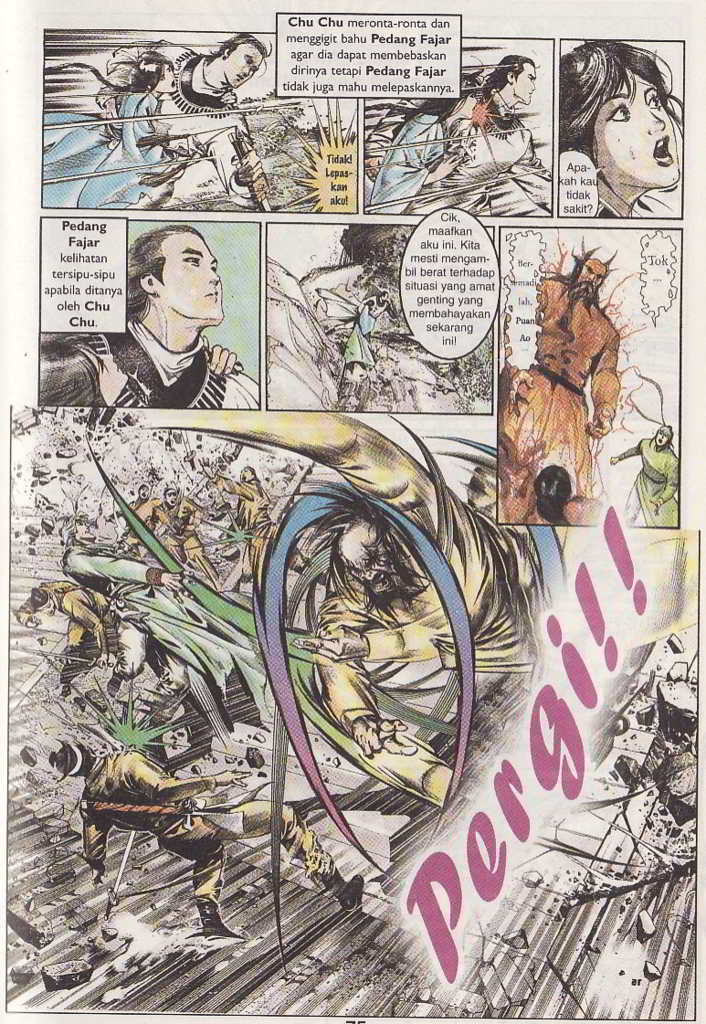 Chu Chu meronta-ronta dan
menggigit bahu Pedang Fajar
agar dia dapat membebaskan
dirinya tetapi Pedang Fajar
tidak juga mahu melepaskannya.
Tidak!
Lepas-
kan
aku!
Apa-
kah kau
tidak
sakit?
Pedang
Fajar
kelihatan
tersipu-sipu
apabila ditanya
oleh Chu
Chu.
Cik,
maafkan
aku ini. Kita
mesti mengam-
bil berat terhadap
situasi yang amat
genting yang
membahayakan
sekarang
ini!
Ber-
semadi
lah,
Puan
Ao
...
Tok
...
Pergi!!
75